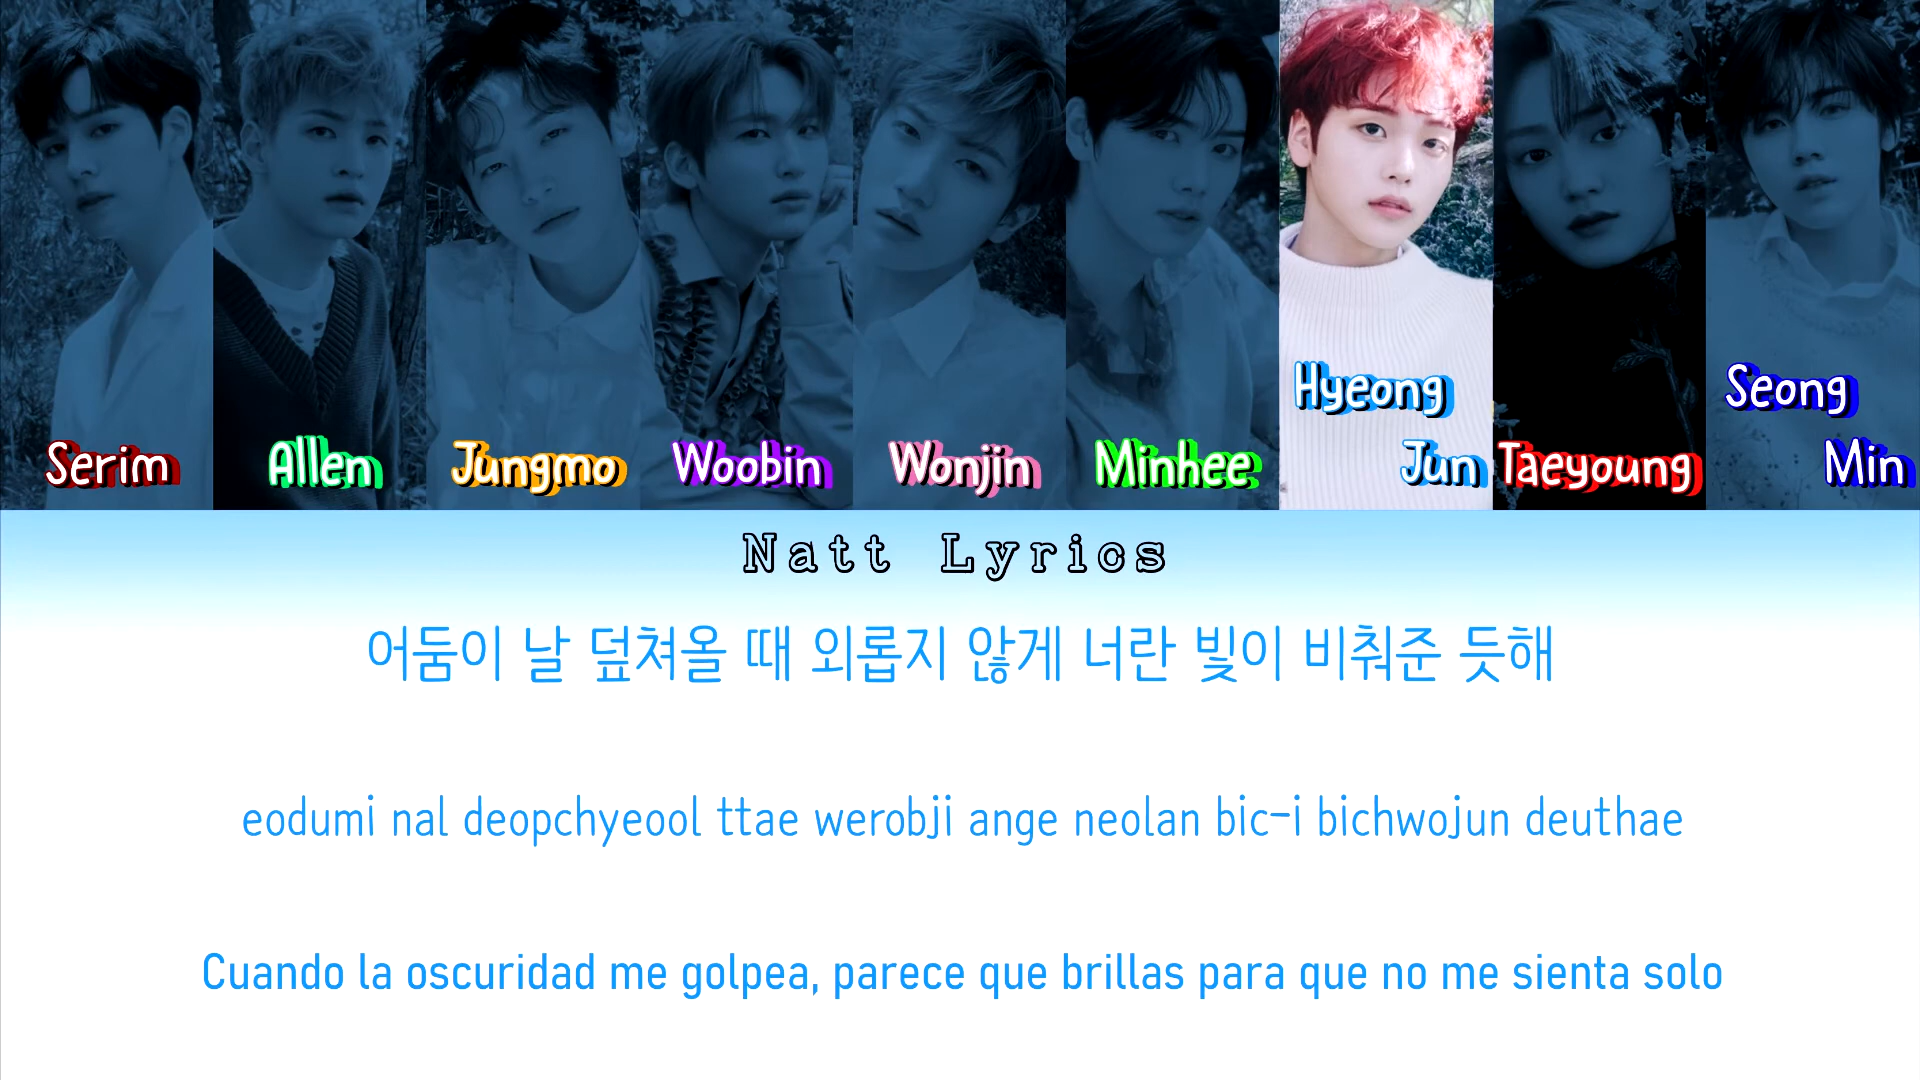 Serim
Allen
Jungmo
Woobin
Wonjin
Minhee
Hyeong
Jun
Taeyoung
Seong
Min
Natt Lyrics
어둠이 날 덮쳐올 때 외롭지 않게 너란 빛이 비춰준 듯해
eodumi nal deopchyeool ttae werobji ange neolan bic-i bichwojun deuthae
Cuando la oscuridad me golpea, parece que brillas para que no me sienta solo